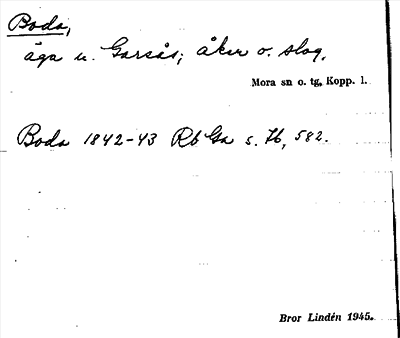 Boda,
äga u. Garsås; åker o. slog.
Mora sn o. tg, Kopp. l.
Boda 1842-43 Rb Ga s. 76, 582.
Bror Lindén 1945.